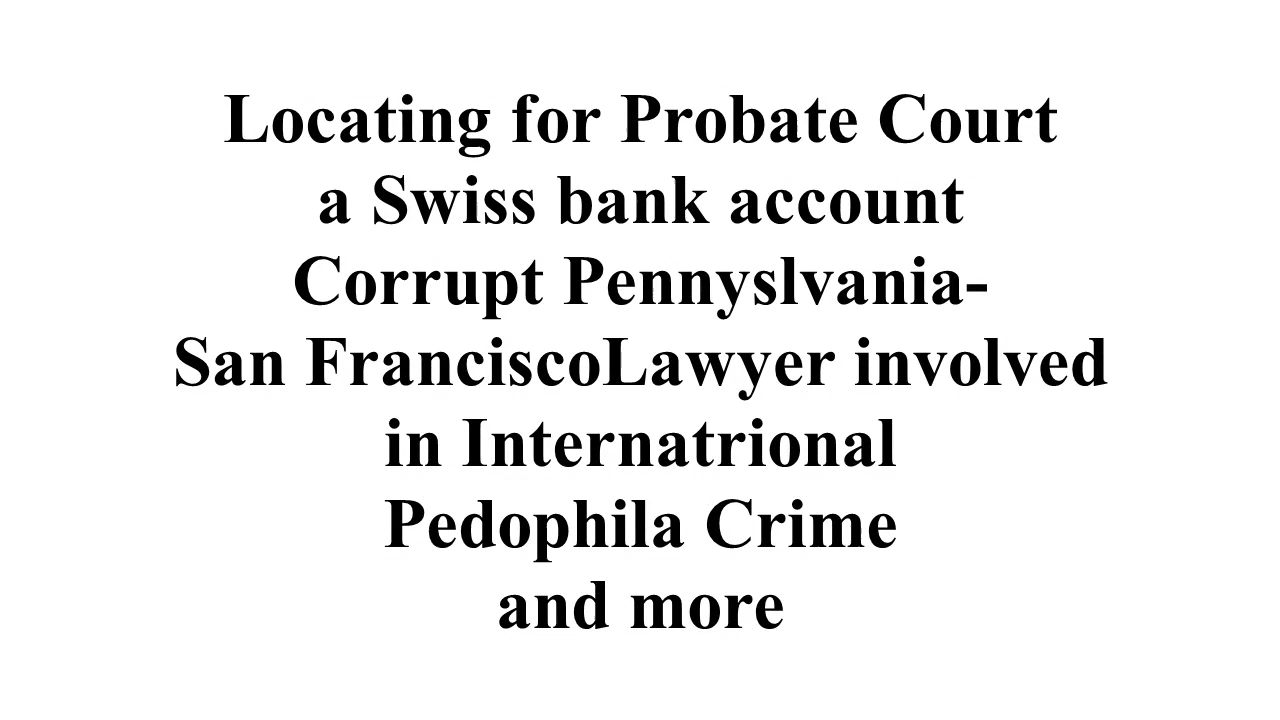 Locating for Probate Court
a Swiss bank account
Corrupt Pennyslvania-
San FranciscoLawyer involved
in Internatrional
Pedophila Crime
and more